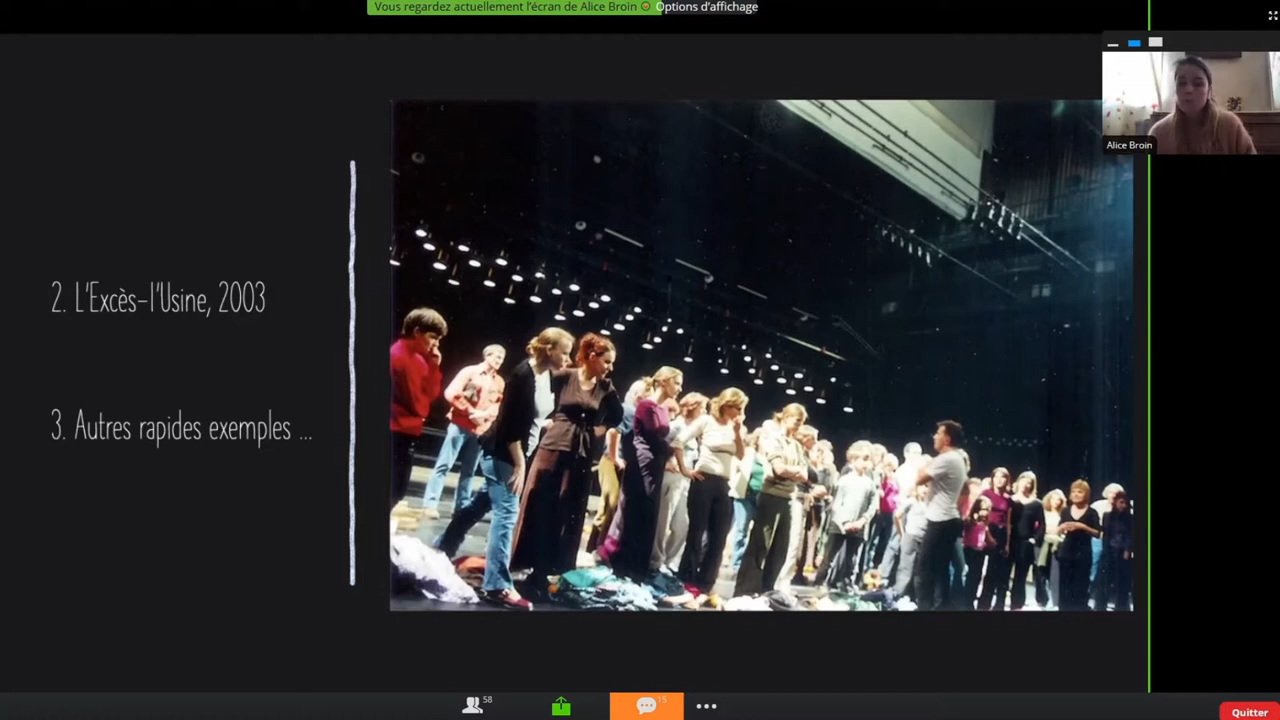 Vous regardez actuellement l'écran de Alice Broin Options d'affichage
Alice Broin
2. L'Excès-l'Usine, 2003
3. Autres rapides exemples ...
58
15
Quitter